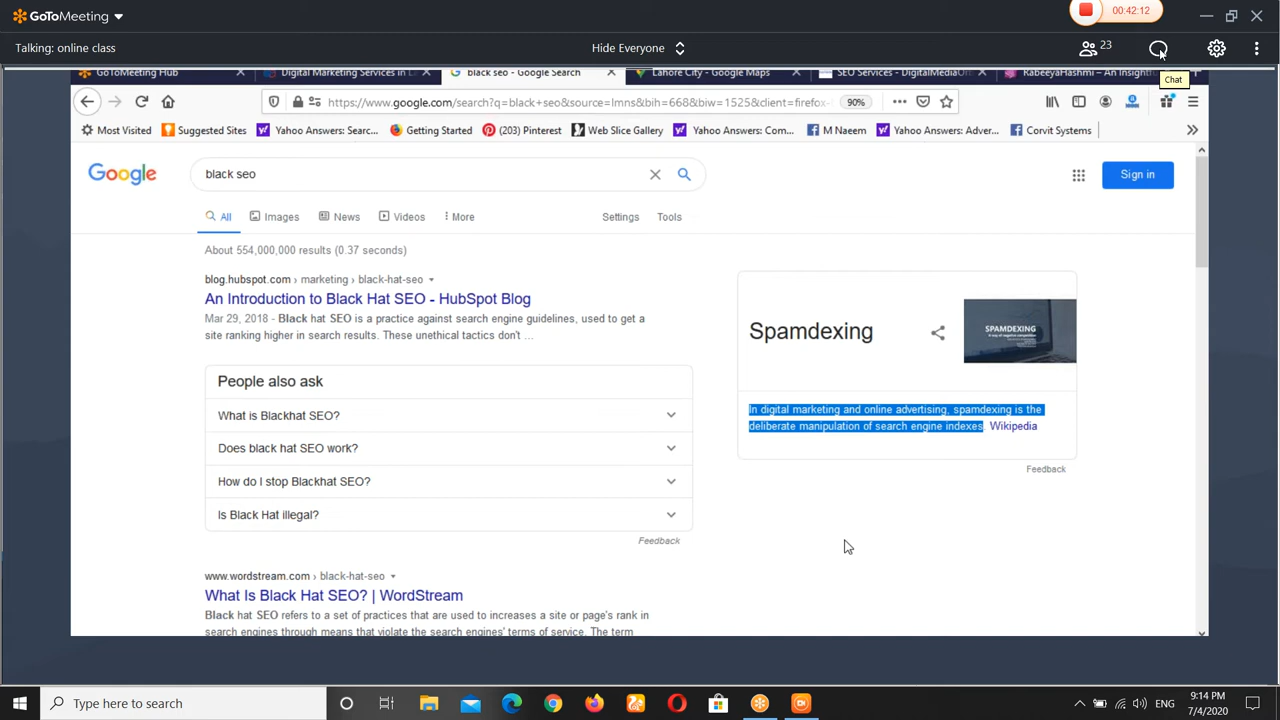 GoToMeeting
00:42:12
Talking: online class
Hide Everyone
23
Chat
GoToMeeting Hub
Digital Marketing Services in La
black seo - Google Search
Lahore City - Google Maps
SEO Services - DigitalMediaOn
RabeeyaHashmi – An Insight
https://www.google.com/search?q=black+seo&source=lmns&bih=668&biw=1525&client=firefox-
90%
Most Visited
Suggested Sites
Yahoo Answers: Searc...
Getting Started
(203) Pinterest
Web Slice Gallery
Yahoo Answers: Com...
M Naeem
Yahoo Answers: Adver...
Corvit Systems
Google
black seo
Sign in
All
Images
News
Videos
More
Settings
Tools
About 554,000,000 results (0.37 seconds)
blog.hubspot.com › marketing › black-hat-seo
An Introduction to Black Hat SEO - HubSpot Blog
Mar 29, 2018 - Black hat SEO is a practice against search engine guidelines, used to get a
site ranking higher in search results. These unethical tactics don't ...
People also ask
What is Blackhat SEO?
Does black hat SEO work?
How do I stop Blackhat SEO?
Is Black Hat illegal?
Feedback
www.wordstream.com › black-hat-seo
What Is Black Hat SEO? | WordStream
Black hat SEO refers to a set of practices that are used to increases a site or page's rank in
search engines through means that violate the search engines' terms of service. The term
Spamdexing
SPAMDEXING
In digital marketing and online advertising, spamdexing is the
deliberate manipulation of search engine indexes. Wikipedia
Feedback
Type here to search
ENG
9:14 PM
7/4/2020